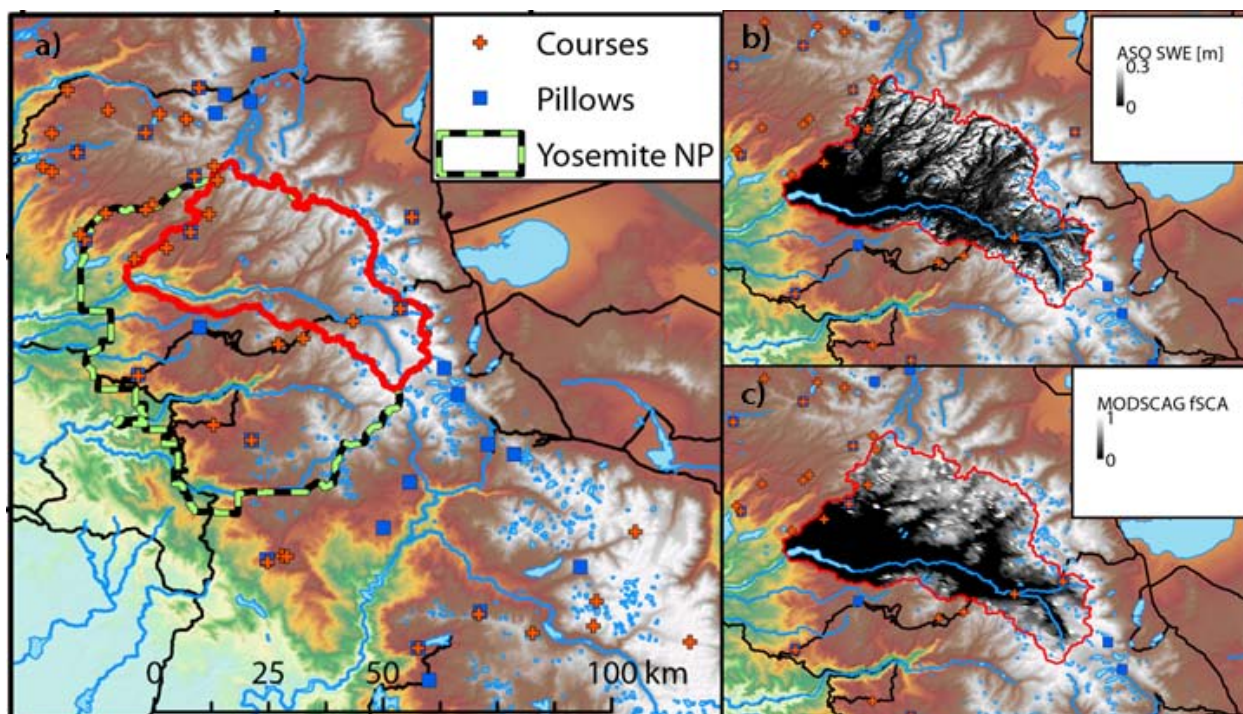 a)
Courses
Pillows
Yosemite NP
0 25 50 100 km
b)
ASO SWE [m]
0.3
0
c)
MODSCAG fSCA
1
0